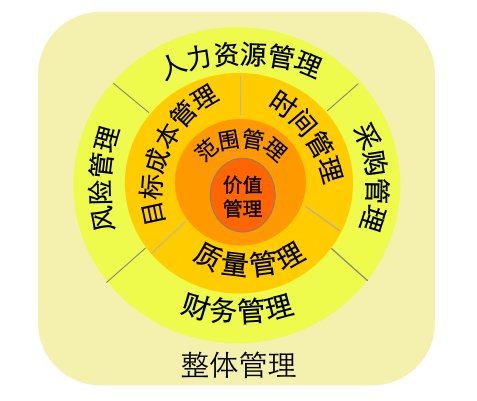 人力资源管理
目标成本管理
时间管理
范围管理
风险管理
采购管理
价值
管理
质量管理
财务管理
整体管理